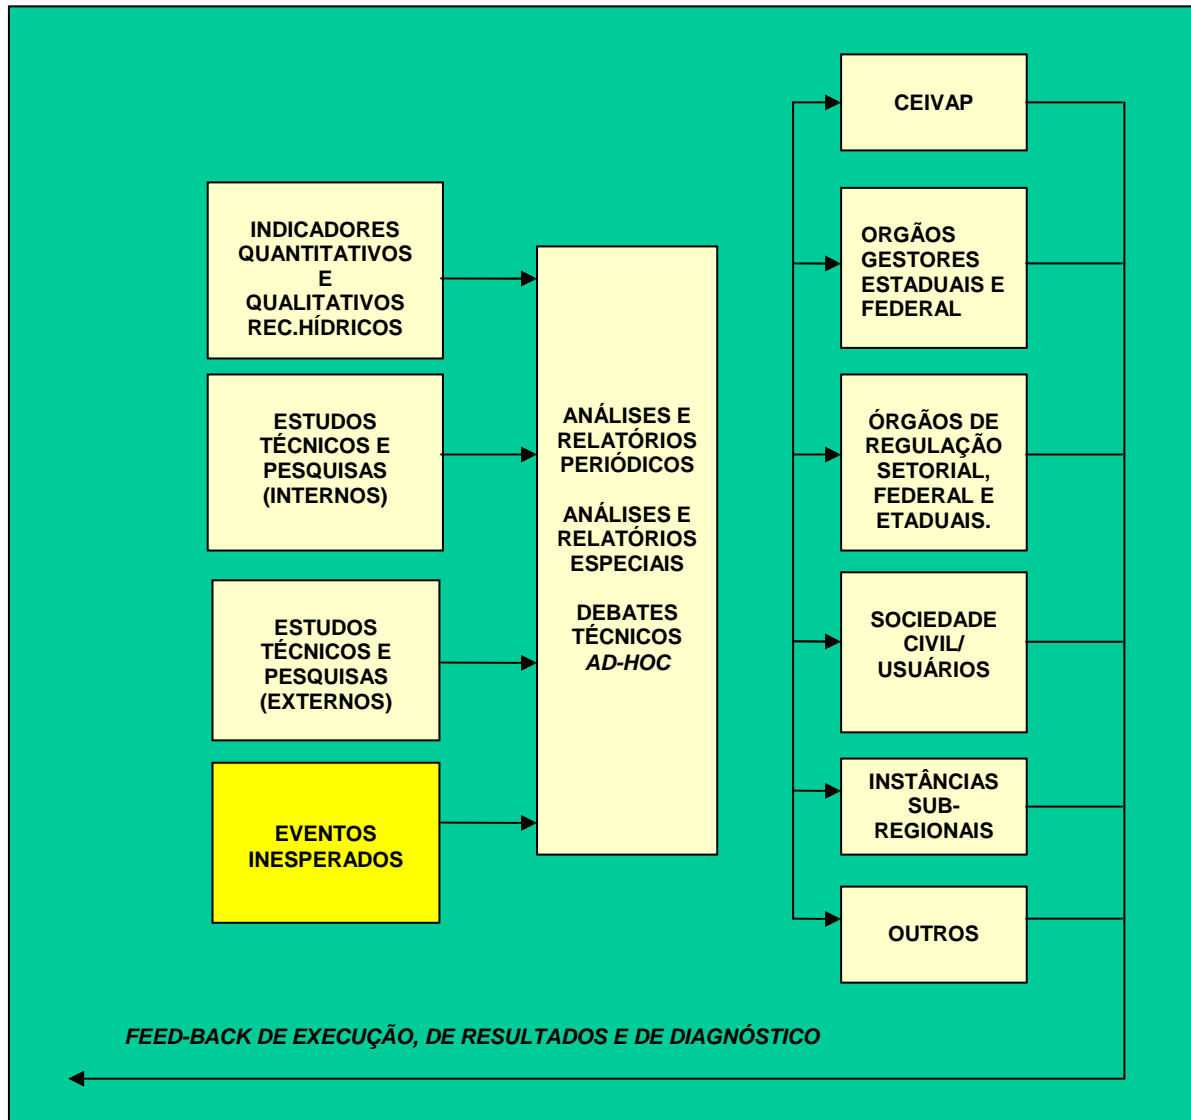 INDICADORES
QUANTITATIVOS
E
QUALITATIVOS
REC.HÍDRICOS
ESTUDOS
TÉCNICOS E
PESQUISAS
(INTERNOS)
ESTUDOS
TÉCNICOS E
PESQUISAS
(EXTERNOS)
EVENTOS
INESPERADOS
ANÁLISES E
RELATÓRIOS
PERIÓDICOS
ANÁLISES E
RELATÓRIOS
ESPECIAIS
DEBATES
TÉCNICOS
AD-HOC
CEIVAP
ORGÃOS
GESTORES
ESTADUAIS E
FEDERAL
ÓRGÃOS DE
REGULAÇÃO
SETORIAL,
FEDERAL E
ETADUAIS.
SOCIEDADE
CIVIL/
USUÁRIOS
INSTÂNCIAS
SUB-
REGIONAIS
OUTROS
FEED-BACK DE EXECUÇÃO, DE RESULTADOS E DE DIAGNÓSTICO